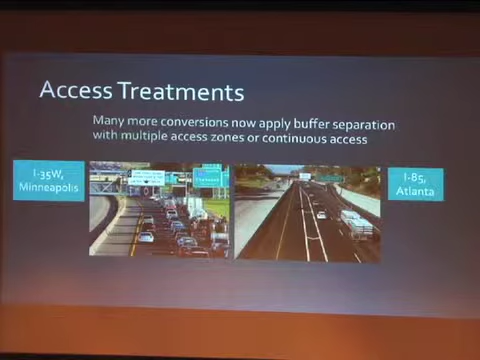 Access Treatments
Many more conversions now apply buffer separation
with multiple access zones or continuous access
I-35W,
Minneapolis
I-85,
Atlanta